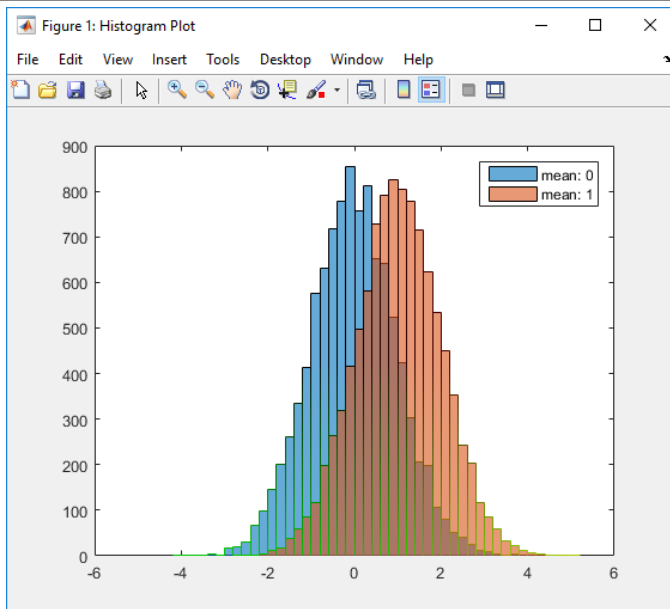 Figure 1: Histogram Plot
File Edit View Insert Tools Desktop Window Help
900
800
700
600
500
400
300
200
100
0
-6 -4 -2 0 2 4 6
mean: 0
mean: 1